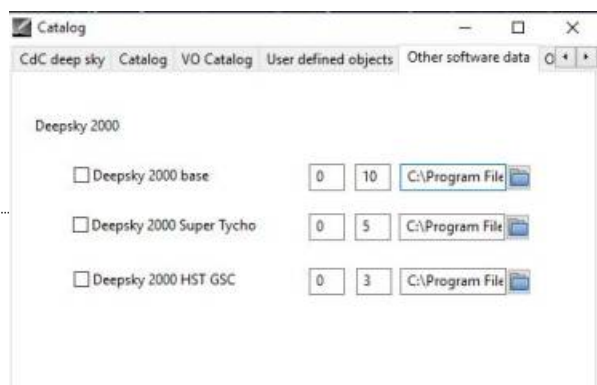 Catalog
CdC deep sky Catalog VO Catalog User defined objects Other software data O
Deepsky 2000
Deepsky 2000 base 0 10 C:\Program File
Deepsky 2000 Super Tycho 0 5 C:\Program File
Deepsky 2000 HST GSC 0 3 C:\Program File